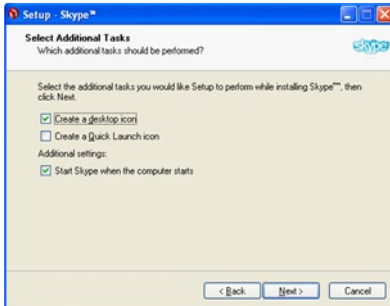 Setup - Skype™
Select Additional Tasks
Which additional tasks should be performed?
skype
Select the additional tasks you would like Setup to perform while installing Skype™, then
click Next.
Create a desktop icon
Create a Quick Launch icon
Additional settings:
Start Skype when the computer starts
< Back
Next >
Cancel